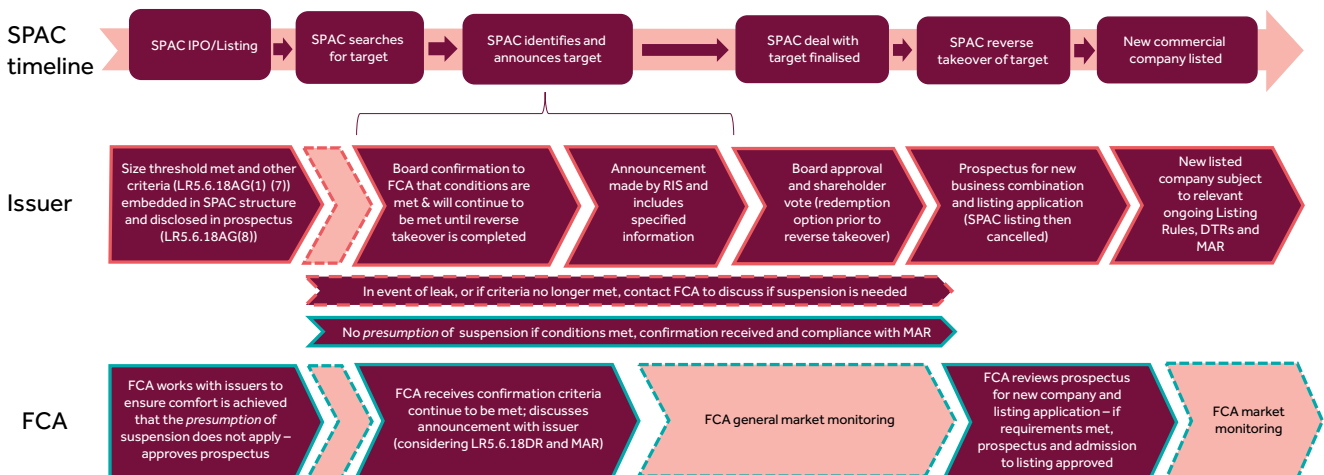 SPAC
timeline
SPAC IPO/Listing
SPAC searches
for target
SPAC identifies and
announces target
SPAC deal with
target finalised
SPAC reverse
takeover of target
New commercial
company listed
Issuer
Size threshold met and other
criteria (LR5.6.18AG(1) (7))
embedded in SPAC structure
and disclosed in prospectus
(LR5.6.18AG(8))
Board confirmation to
FCA that conditions are
met & will continue to
be met until reverse
takeover is completed
Announcement
made by RIS and
includes
specified
information
Board approval
and shareholder
vote (redemption
option prior to
reverse takeover)
Prospectus for new
business combination
and listing application
(SPAC listing then
cancelled)
New listed
company subject
to relevant
ongoing Listing
Rules, DTRs and
MAR
In event of leak, or if criteria no longer met, contact FCA to discuss if suspension is needed
No presumption of suspension if conditions met, confirmation received and compliance with MAR
FCA
FCA works with issuers to
ensure comfort is achieved
that the presumption of
suspension does not apply –
approves prospectus
FCA receives confirmation criteria
continue to be met; discusses
announcement with issuer
(considering LR5.6.18DR and MAR)
FCA general market monitoring
FCA reviews prospectus
for new company and
listing application – if
requirements met,
prospectus and admission
to listing approved
FCA market
monitoring